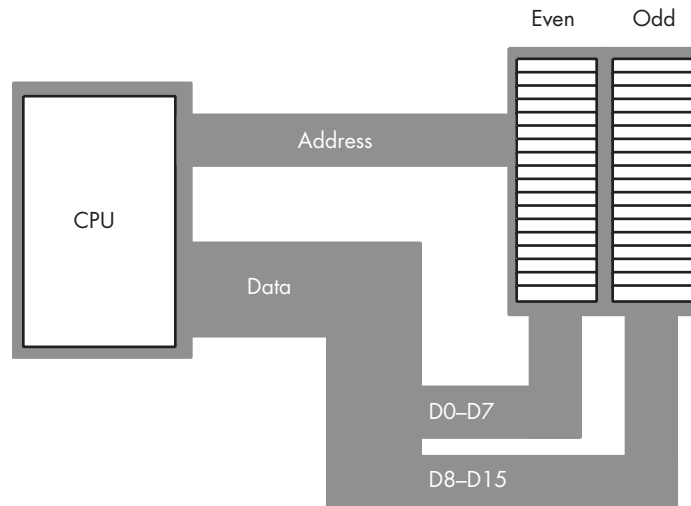 Even Odd
Address
CPU
Data
D0–D7
D8–D15